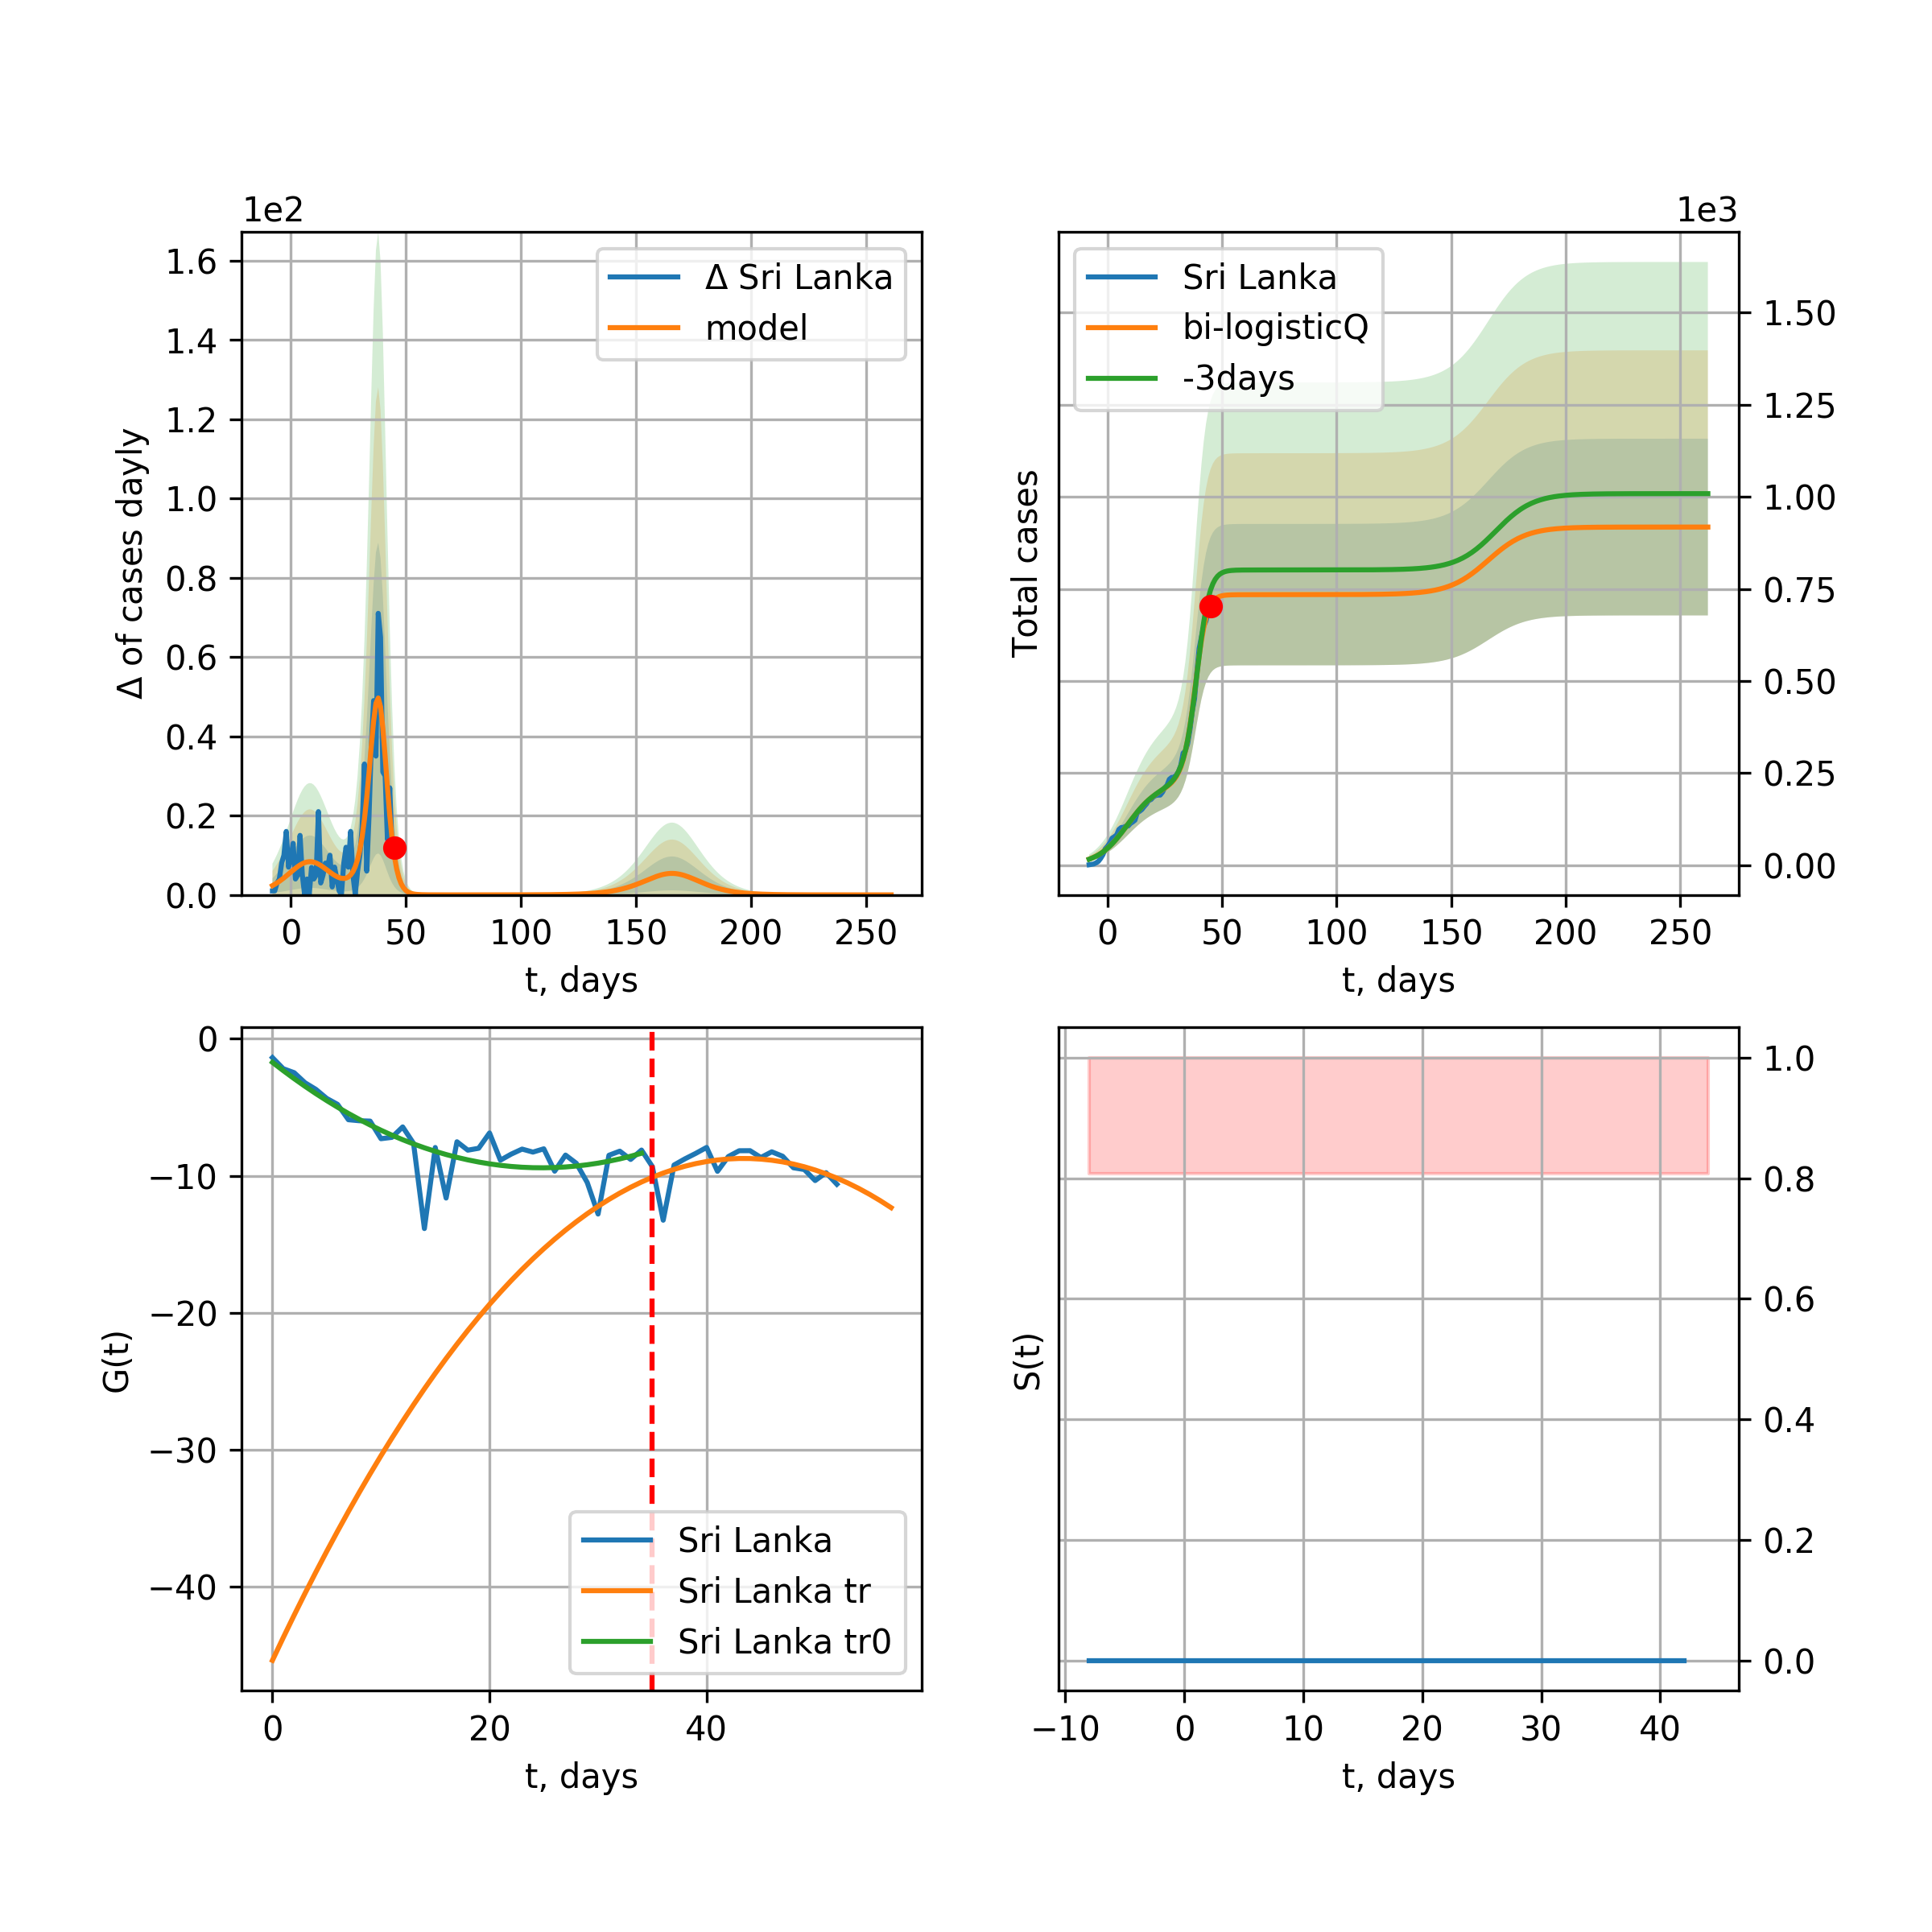 1e2
Δ of cases dayly
1.6
1.4
1.2
1.0
0.8
0.6
0.4
0.2
0.0
Δ Sri Lanka
model
0 50 100 150 200 250
t, days
1e3
Total cases
Sri Lanka
bi-logisticQ
-3days
1.50
1.25
1.00
0.75
0.50
0.25
0.00
0 50 100 150 200 250
t, days
G(t)
0
−10
−20
−30
−40
Sri Lanka
Sri Lanka tr
Sri Lanka tr0
0 20 40
t, days
S(t)
1.0
0.8
0.6
0.4
0.2
0.0
−10 0 10 20 30 40
t, days